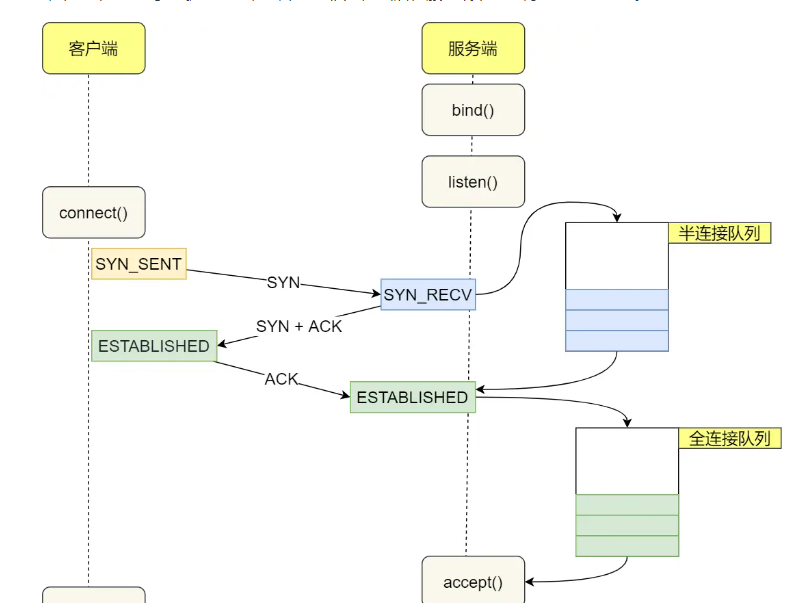 客户端
服务端
bind()
listen()
connect()
半连接队列
SYN_SENT
SYN
SYN_RECV
SYN + ACK
ESTABLISHED
ACK
ESTABLISHED
全连接队列
accept()